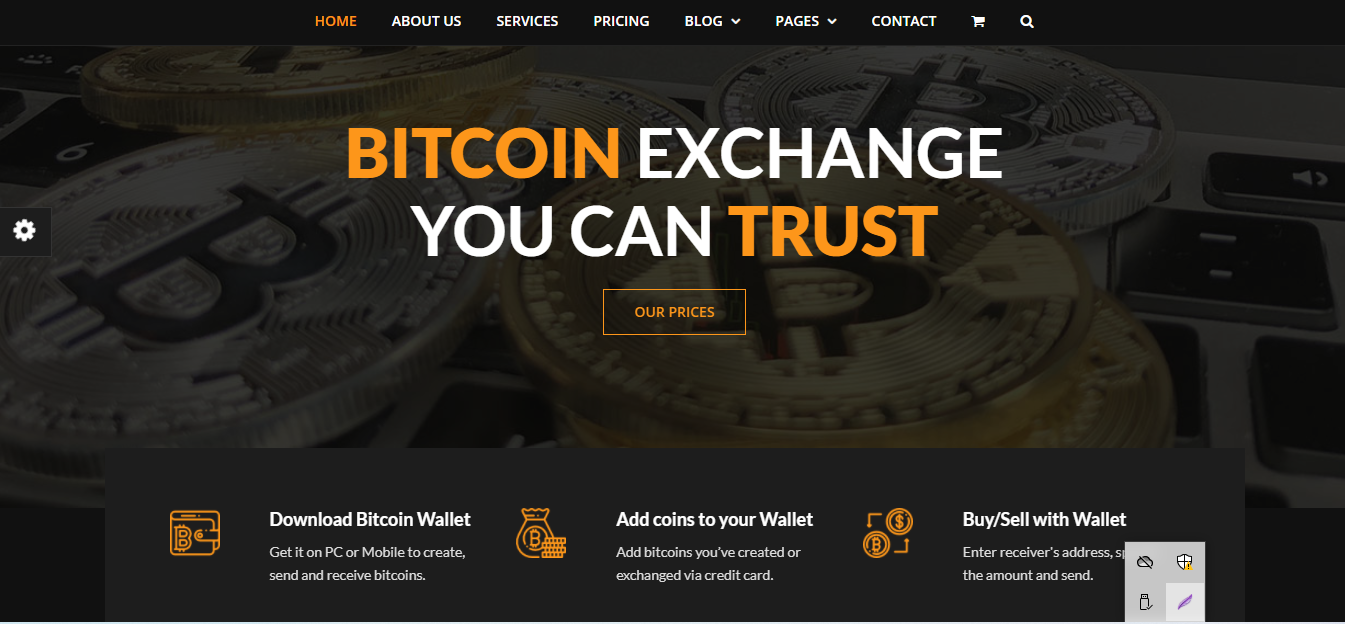 HOME ABOUT US SERVICES PRICING BLOG PAGES CONTACT
BITCOIN EXCHANGE
YOU CAN TRUST
OUR PRICES
Download Bitcoin Wallet
Get it on PC or Mobile to create,
send and receive bitcoins.
Add coins to your Wallet
Add bitcoins you've created or
exchanged via credit card.
Buy/Sell with Wallet
Enter receiver's address,
the amount and send.